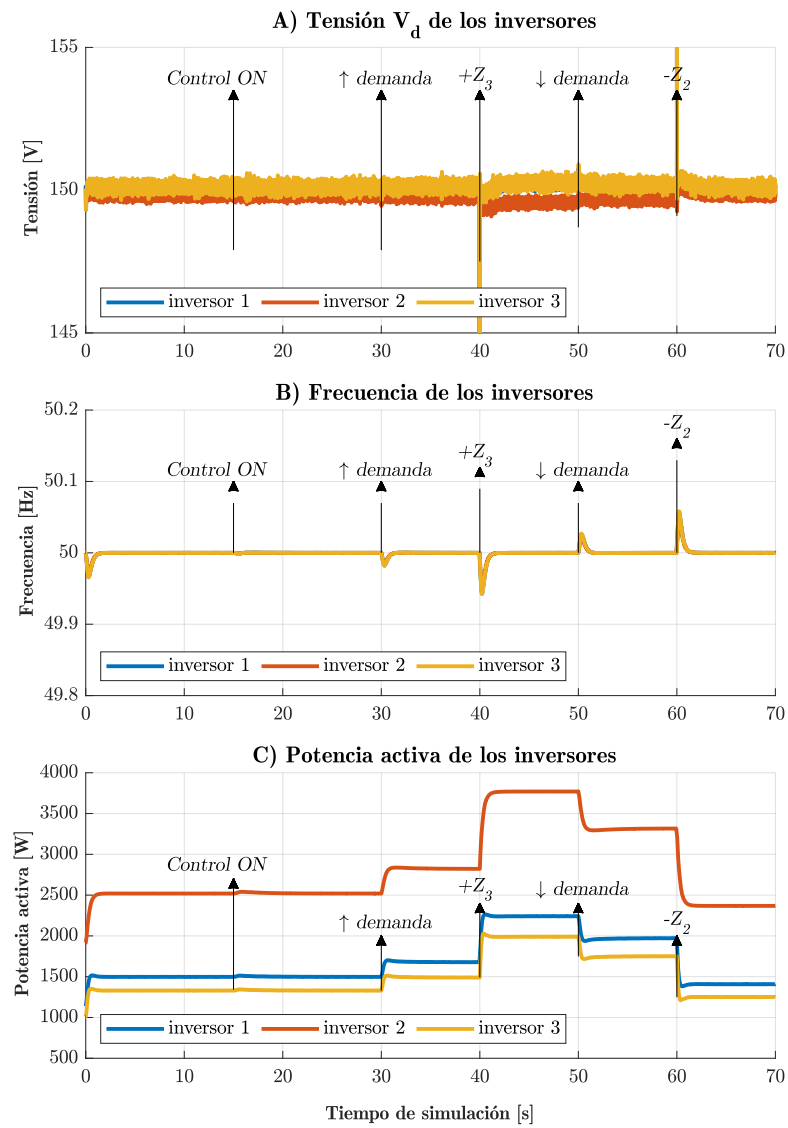 A) Tensión V_d de los inversores
155
150
145
Tensión [V]
Control ON
↑ demanda
+Z_3
↓ demanda
-Z_2
inversor 1 inversor 2 inversor 3
0 10 20 30 40 50 60 70
B) Frecuencia de los inversores
50.2
50.1
50
49.9
49.8
Frecuencia [Hz]
Control ON
↑ demanda
+Z_3
↓ demanda
-Z_2
inversor 1 inversor 2 inversor 3
0 10 20 30 40 50 60 70
C) Potencia activa de los inversores
4000
3500
3000
2500
2000
1500
1000
500
Potencia activa [W]
Control ON
↑ demanda
+Z_3
↓ demanda
-Z_2
inversor 1 inversor 2 inversor 3
0 10 20 30 40 50 60 70
Tiempo de simulación [s]